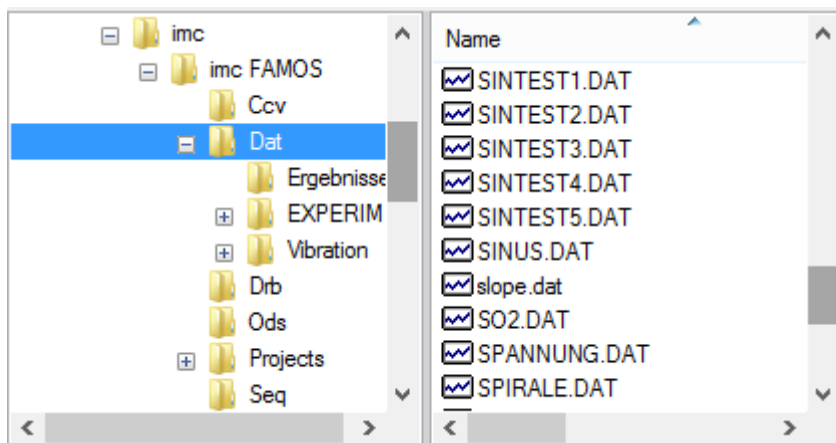 imc
imc FAMOS
Ccv
Dat
Ergebnisse
EXPERIM
Vibration
Drb
Ods
Projects
Seq
Name
SINTEST1.DAT
SINTEST2.DAT
SINTEST3.DAT
SINTEST4.DAT
SINTEST5.DAT
SINUS.DAT
slope.dat
SO2.DAT
SPANNUNG.DAT
SPIRALE.DAT